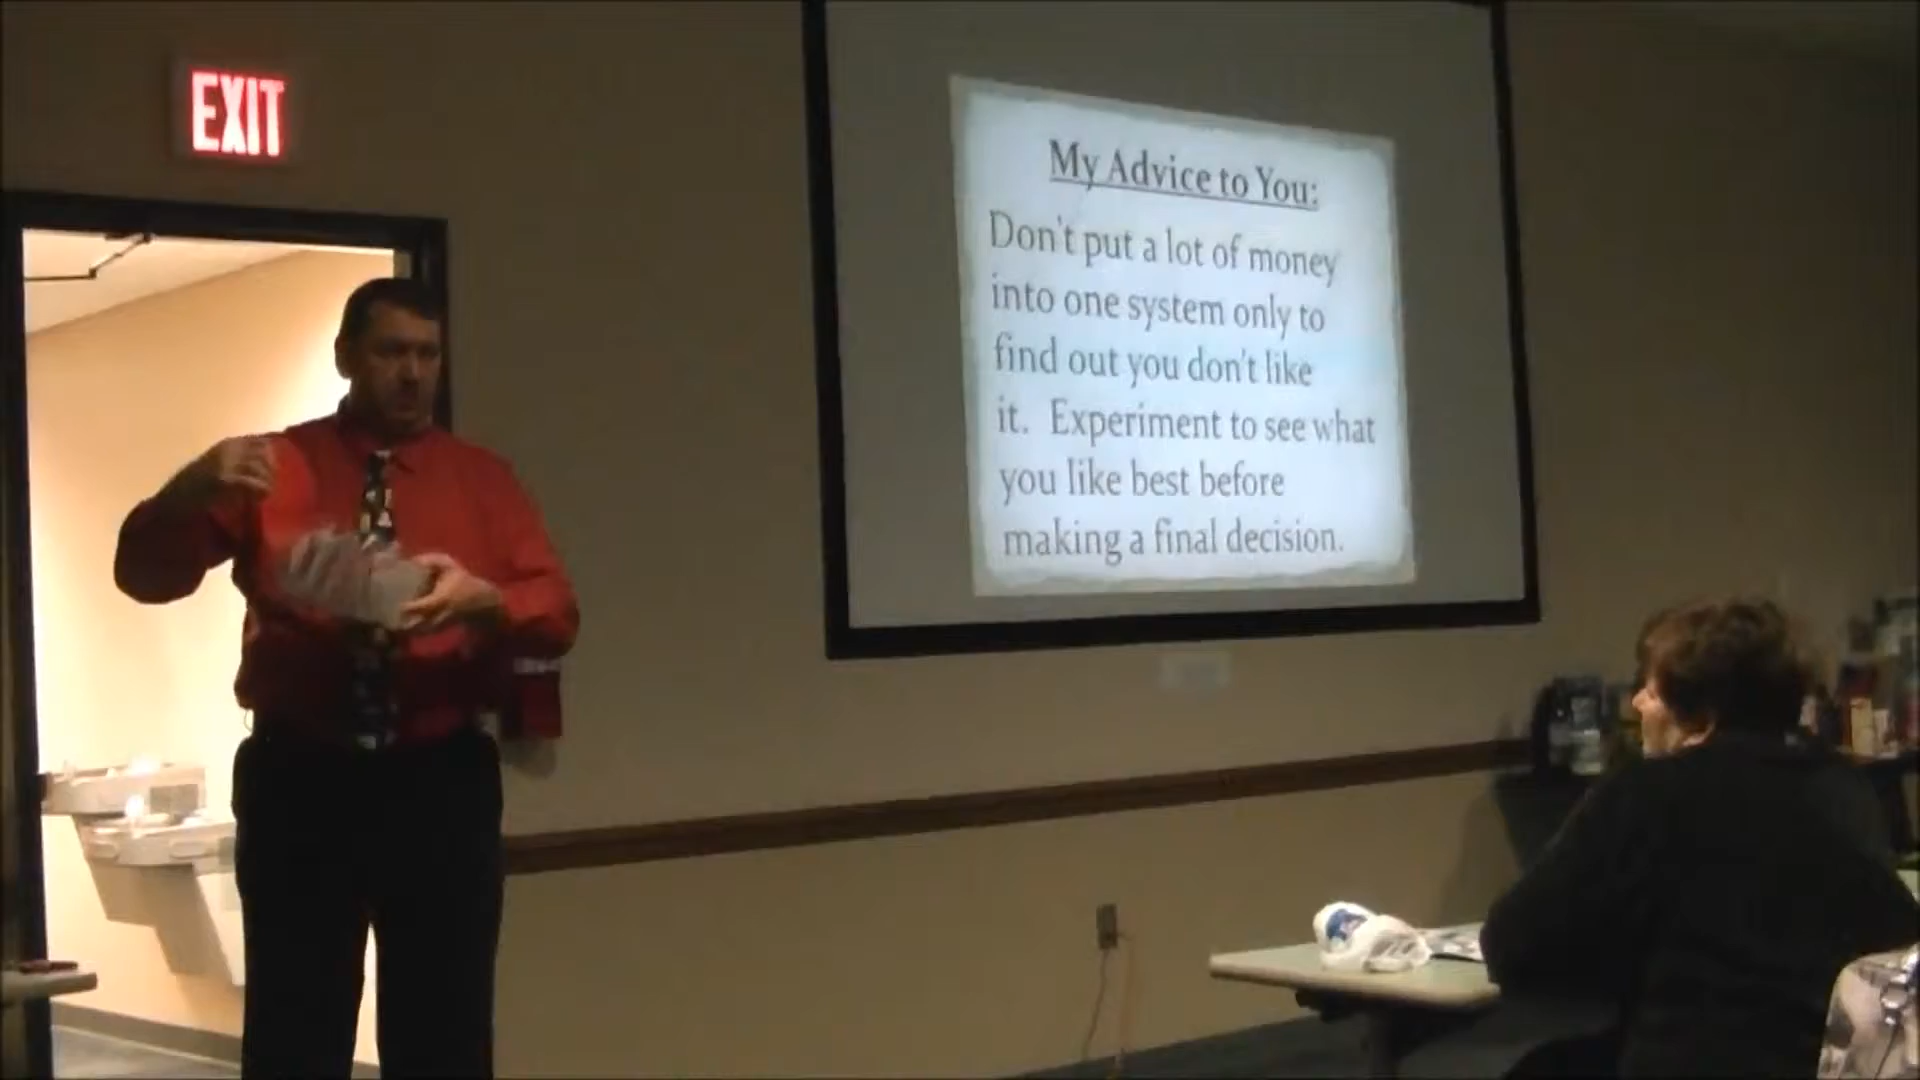 EXIT
My Advice to You:
Don't put a lot of money
into one system only to
find out you don't like
it. Experiment to see what
you like best before
making a final decision.